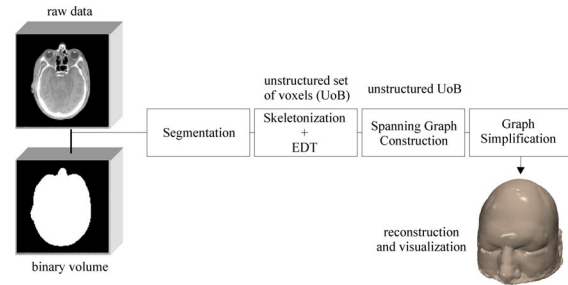 raw data
unstructured set
of voxels (UoB)
unstructured UoB
Segmentation
Skeletonization
+
EDT
Spanning Graph
Construction
Graph
Simplification
reconstruction
and visualization
binary volume